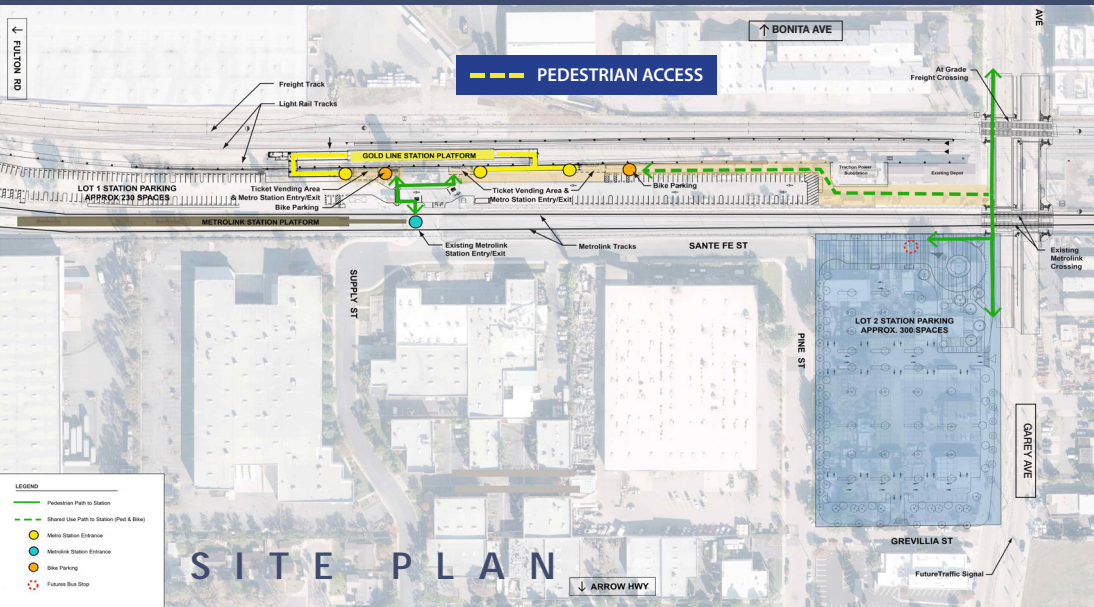 FULTON RD
BONITA AVE
AVE
PEDESTRIAN ACCESS
At Grade
Freight Crossing
Freight Track
Light Rail Tracks
GOLD LINE STATION PLATFORM
LOT 1 STATION PARKING
APPROX. 230 SPACES
Ticket Vending Area
& Metro Station Entry/Exit
Bike Parking
Ticket Vending Area &
Metro Station Entry/Exit
Bike Parking
Traction Power
Substation
Existing Depot
METROLINK STATION PLATFORM
Existing Metrolink
Station Entry/Exit
Metrolink Tracks
SANTE FE ST
Existing
Metrolink
Crossing
SUPPLY ST
PINE ST
LOT 2 STATION PARKING
APPROX. 300 SPACES
GAREY AVE
GREVILLIA ST
FutureTraffic Signal
ARROW HWY
SITE PLAN
LEGEND
Pedestrian Path to Station
Shared Use Path to Station (Ped & Bike)
Metro Station Entrance
Metrolink Station Entrance
Bike Parking
Futures Bus Stop